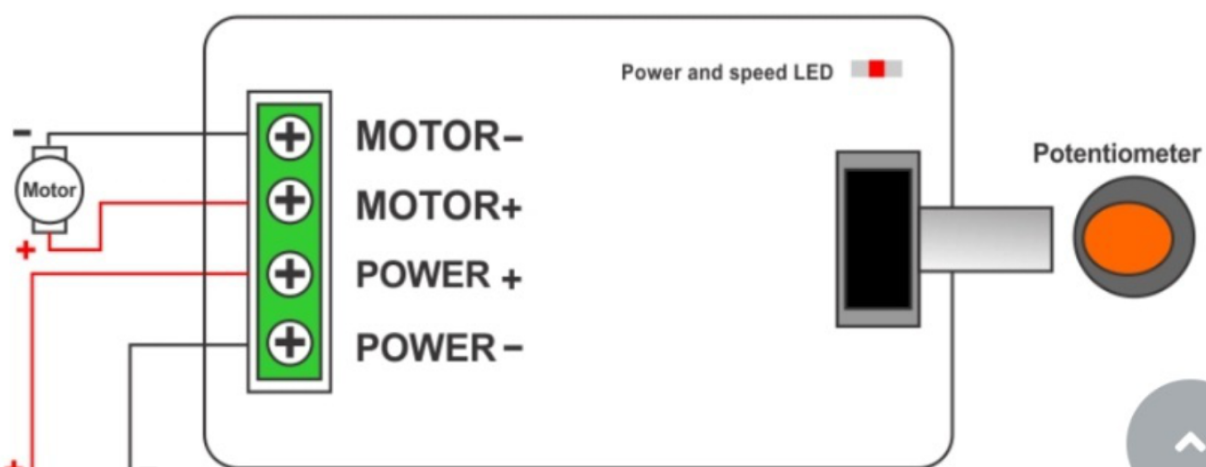 Power and speed LED
-
MOTOR-
Potentiometer
Motor
MOTOR+
+
POWER +
POWER-
+
-